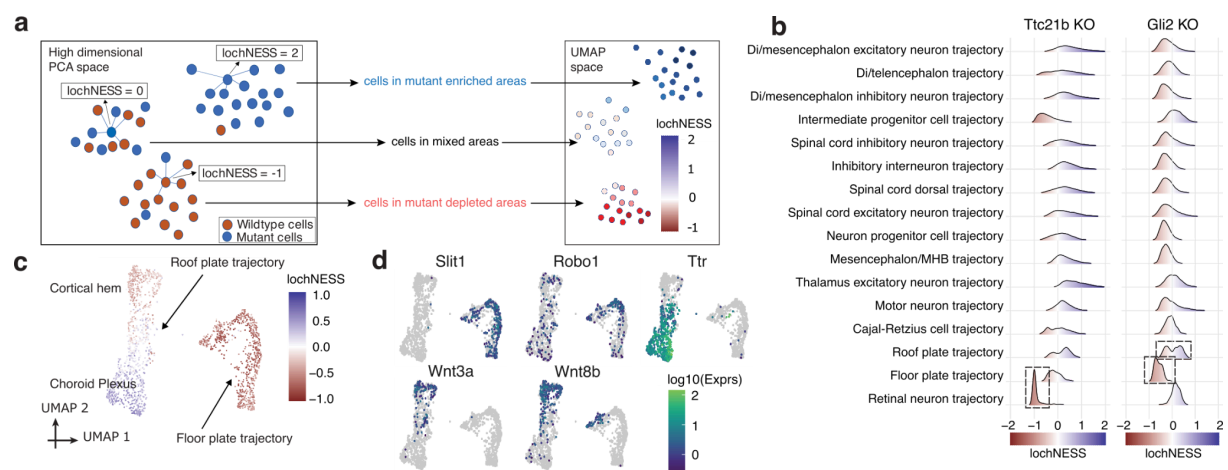 a
High dimensional
PCA space
lochNESS = 2
lochNESS = 0
lochNESS = -1
Wildtype cells
Mutant cells
cells in mutant enriched areas
cells in mixed areas
cells in mutant depleted areas
UMAP
space
lochNESS
2
1
0
-1
b
Ttc21b KO
Gli2 KO
Di/mesencephalon excitatory neuron trajectory
Di/telencephalon trajectory
Di/mesencephalon inhibitory neuron trajectory
Intermediate progenitor cell trajectory
Spinal cord inhibitory neuron trajectory
Inhibitory interneuron trajectory
Spinal cord dorsal trajectory
Spinal cord excitatory neuron trajectory
Neuron progenitor cell trajectory
Mesencephalon/MHB trajectory
Thalamus excitatory neuron trajectory
Motor neuron trajectory
Cajal-Retzius cell trajectory
Roof plate trajectory
Floor plate trajectory
Retinal neuron trajectory
−2 −1 0 1 2
lochNESS
−2 −1 0 1 2
lochNESS
c
Roof plate trajectory
Cortical hem
Choroid Plexus
UMAP 2
UMAP 1
Floor plate trajectory
lochNESS
1.0
0.5
0.0
−0.5
−1.0
d
Slit1
Robo1
Ttr
Wnt3a
Wnt8b
log10(Exprs)
2
1
0